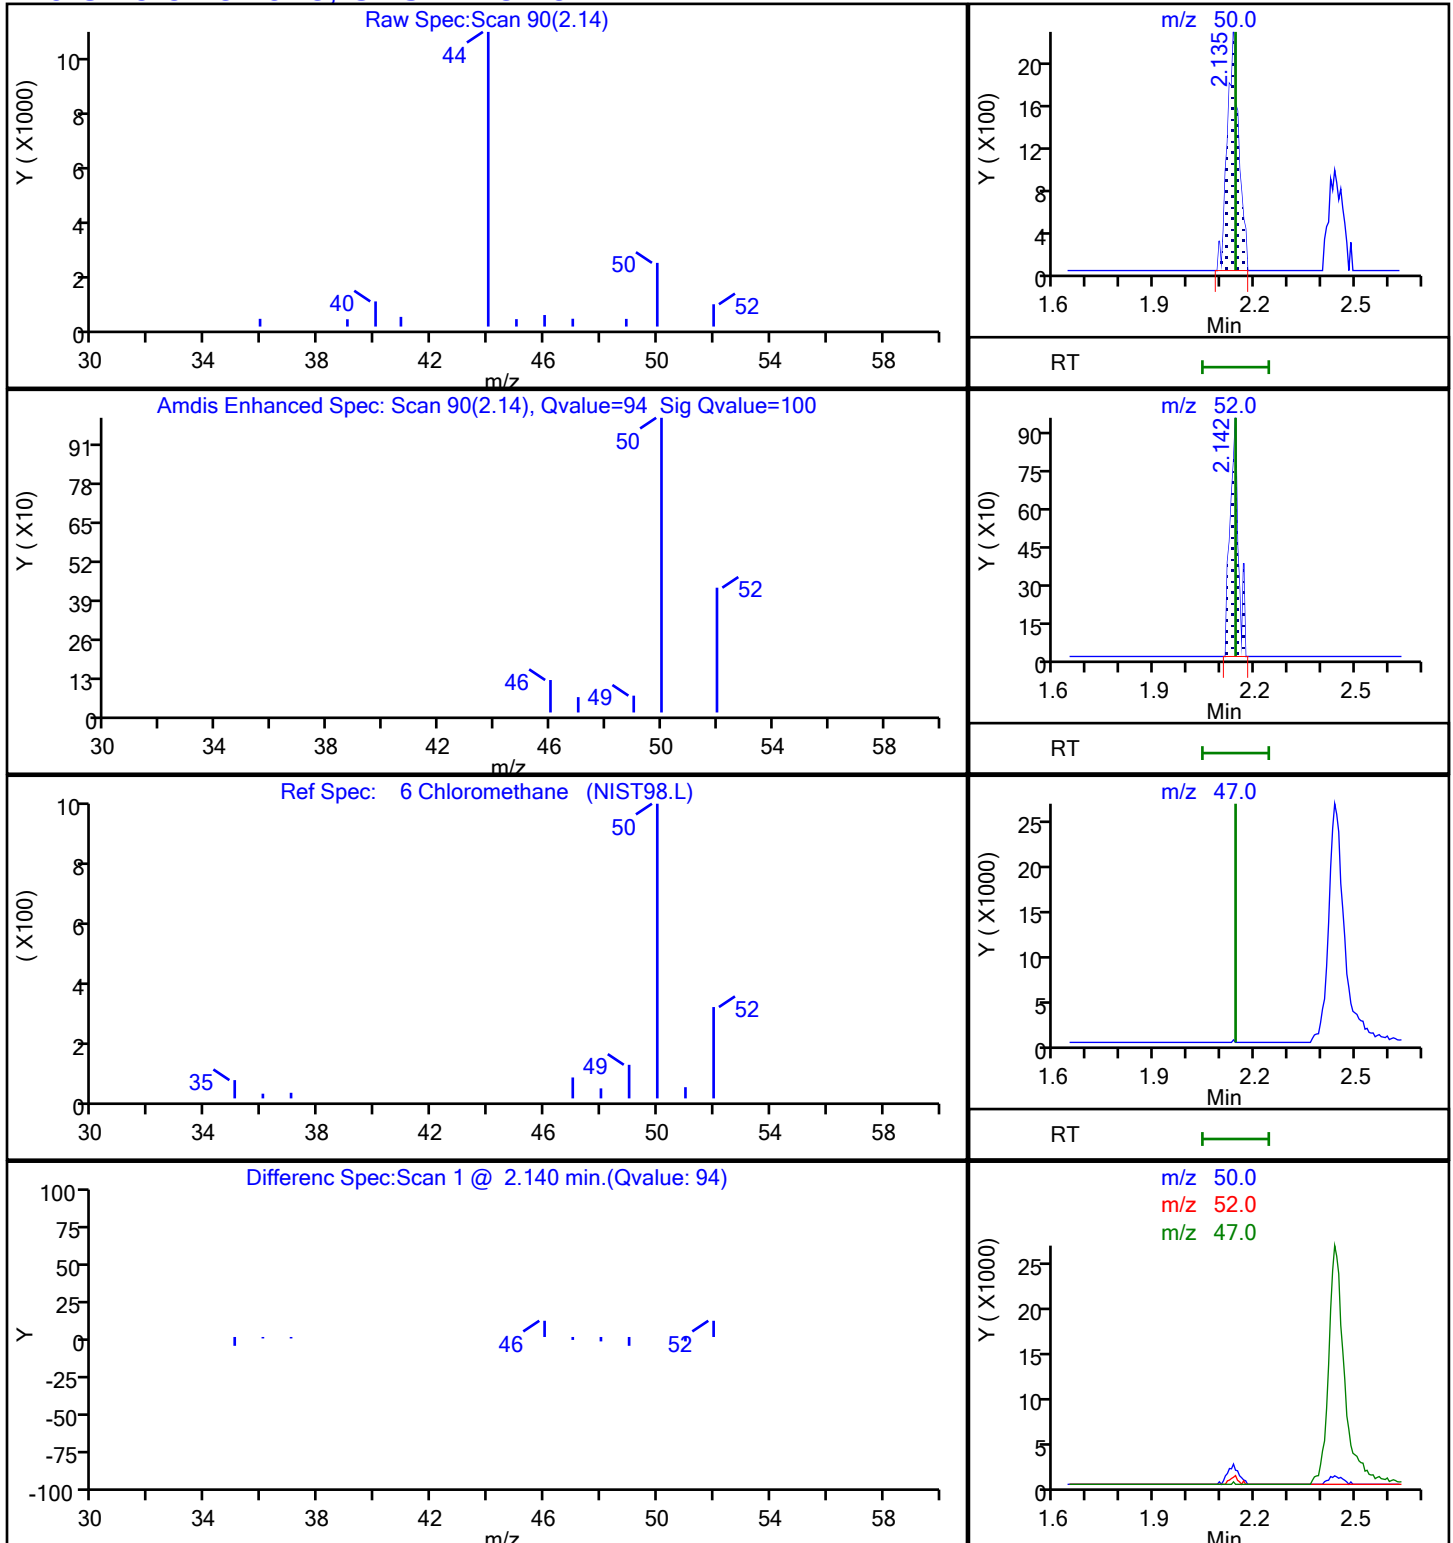 Raw Spec:Scan 90(2.14)
Y ( X1000)
10
8
6
4
2
0
44
40
50
52
30 34 38 42 46 50 54 58
m/z
m/z 50.0
Y ( X100)
20
16
12
8
4
0
2.135
1.6 1.9 2.2 2.5
Min
RT
Amdis Enhanced Spec: Scan 90(2.14), Qvalue=94 Sig Qvalue=100
Y ( X10)
91
78
65
52
39
26
13
0
50
52
46
49
30 34 38 42 46 50 54 58
m/z
m/z 52.0
Y ( X10)
90
75
60
45
30
15
0
2.142
1.6 1.9 2.2 2.5
Min
RT
Ref Spec: 6 Chloromethane (NIST98.L)
( X100)
10
8
6
4
2
0
50
52
49
35
30 34 38 42 46 50 54 58
m/z 47.0
Y ( X1000)
25
20
15
10
5
0
1.6 1.9 2.2 2.5
Min
RT
Differenc Spec:Scan 1 @ 2.140 min.(Qvalue: 94)
Y
100
75
50
25
0
-25
-50
-75
-100
46
52
30 34 38 42 46 50 54 58
m/z
m/z 50.0
m/z 52.0
m/z 47.0
Y ( X1000)
25
20
15
10
5
0
1.6 1.9 2.2 2.5
Min